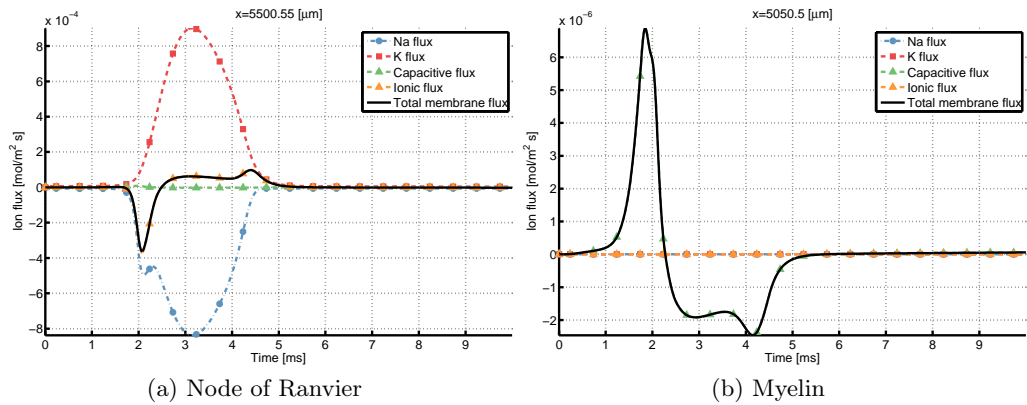 x 10⁻⁴
x=5500.55 [μm]
Na flux
K flux
Capacitive flux
Ionic flux
Total membrane flux
Ion flux [mol/m² s]
8
6
4
2
0
−2
−4
−6
−8
0 1 2 3 4 5 6 7 8 9
Time [ms]
(a) Node of Ranvier
x 10⁻⁶
x=5050.5 [μm]
Na flux
K flux
Capacitive flux
Ionic flux
Total membrane flux
Ion flux [mol/m² s]
6
5
4
3
2
1
0
−1
−2
0 1 2 3 4 5 6 7 8 9
Time [ms]
(b) Myelin